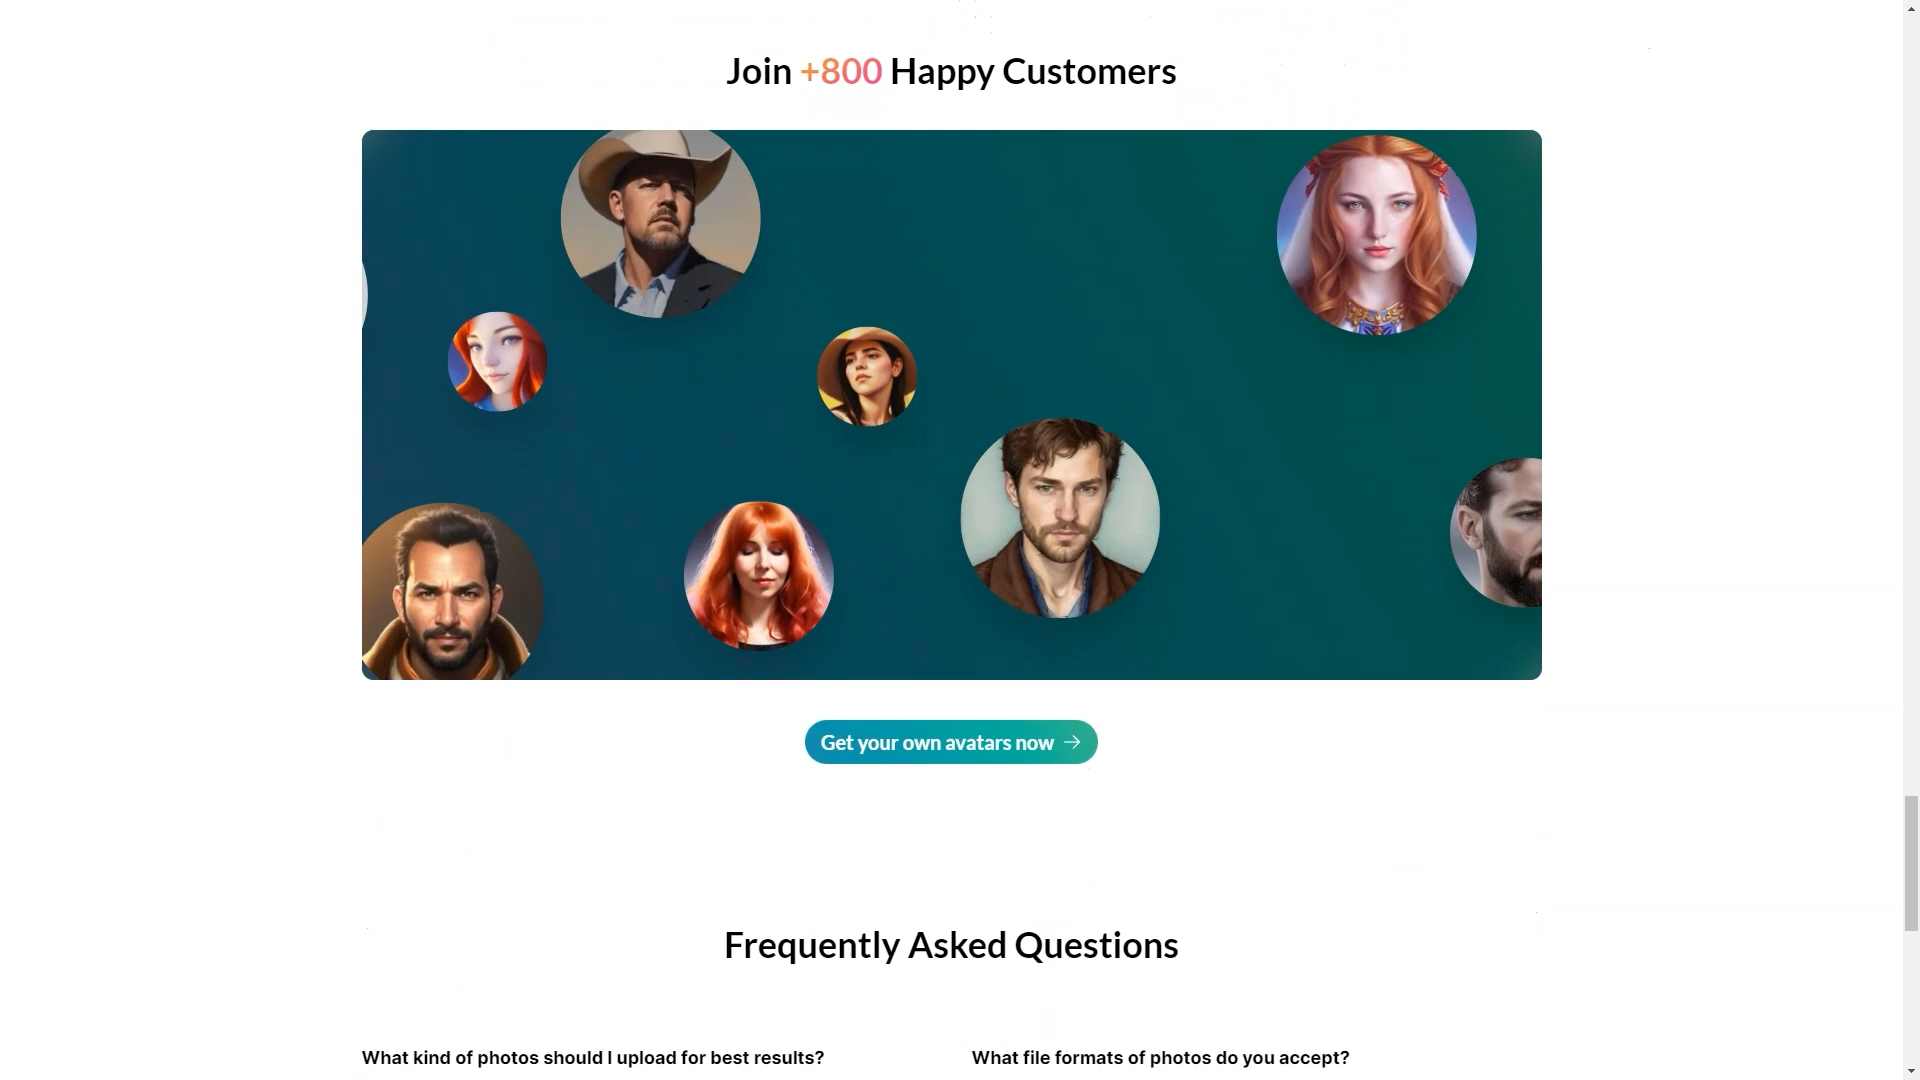 Join +800 Happy Customers
Get your own avatars now
Frequently Asked Questions
What kind of photos should I upload for best results?
What file formats of photos do you accept?